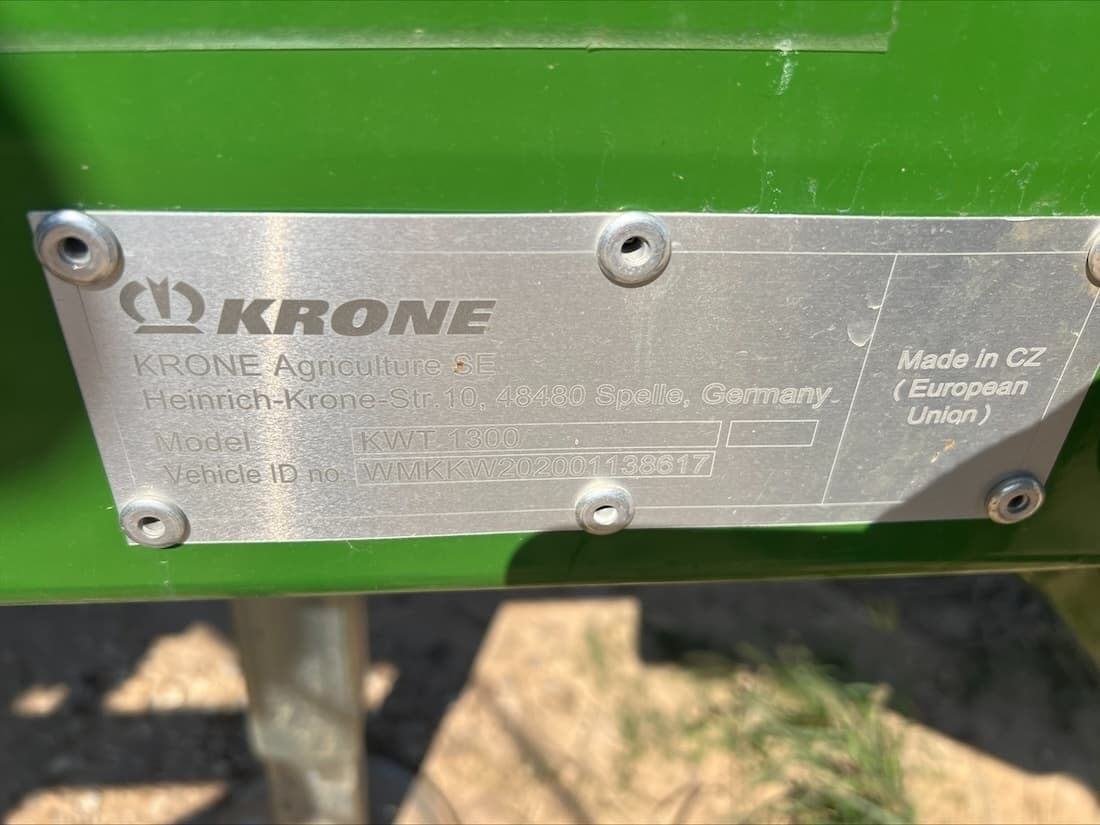 KRONE
KRONE Agriculture SE
Heinrich-Krone-Str.10, 48480 Spelle, Germany
Model KWT 1300
Vehicle ID no. WMKKW202001138617
Made in CZ
(European
Union)